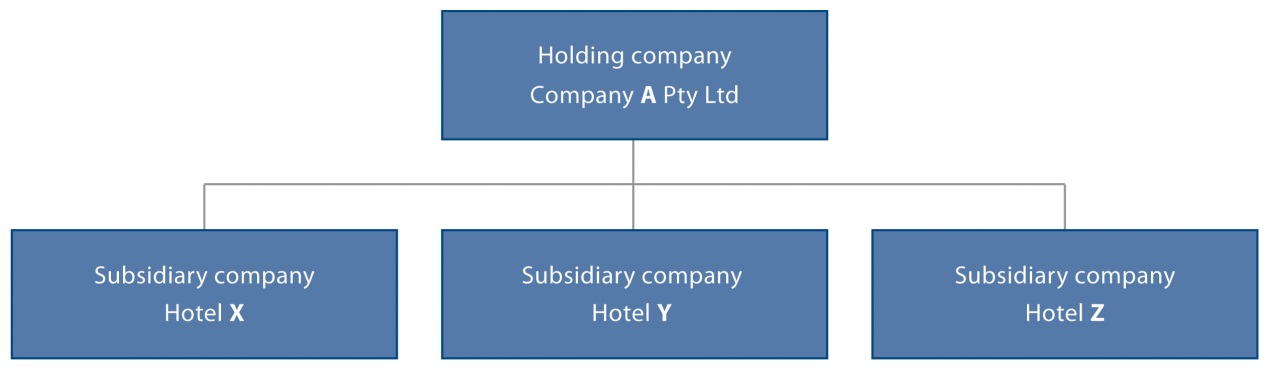 Holding company
Company A Pty Ltd
Subsidiary company
Hotel X
Subsidiary company
Hotel Y
Subsidiary company
Hotel Z